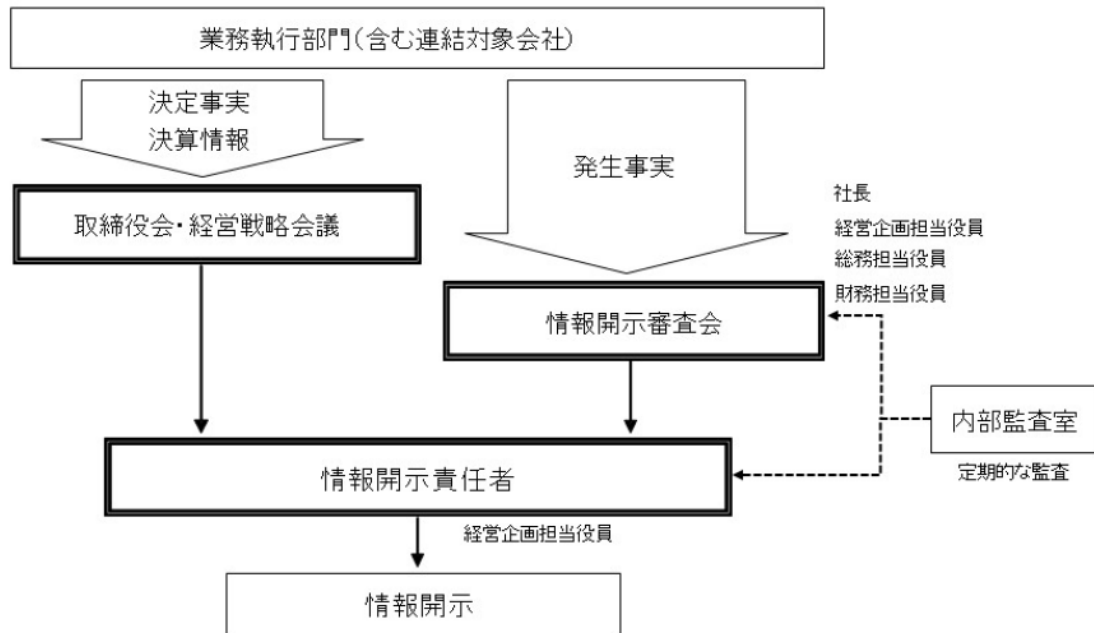 業務執行部門(含む連結対象会社)
決定事実
決算情報
発生事実
取締役会・経営戦略会議
社長
経営企画担当役員
総務担当役員
財務担当役員
情報開示審査会
内部監査室
定期的な監査
情報開示責任者
経営企画担当役員
情報開示